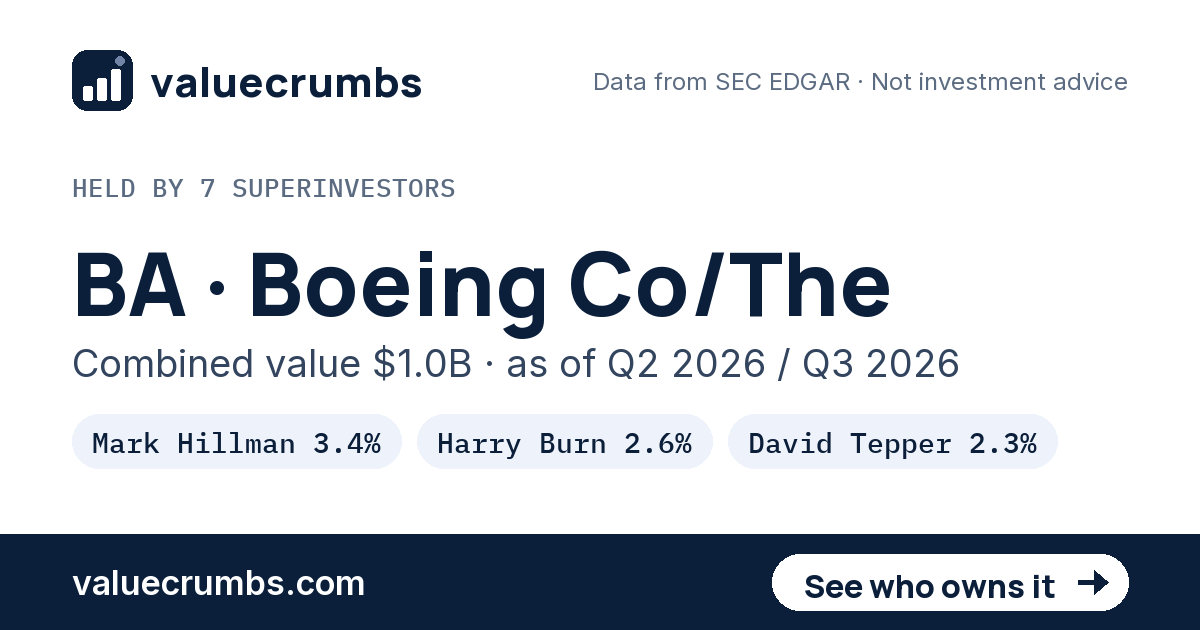 valuecrumbs
Data from SEC EDGAR · Not investment advice
HELD BY 7 SUPERINVESTORS
BA · Boeing Co/The
Combined value $1.0B · as of Q2 2026 / Q3 2026
Mark Hillman 3.4%
Harry Burn 2.6%
David Tepper 2.3%
valuecrumbs.com
See who owns it →